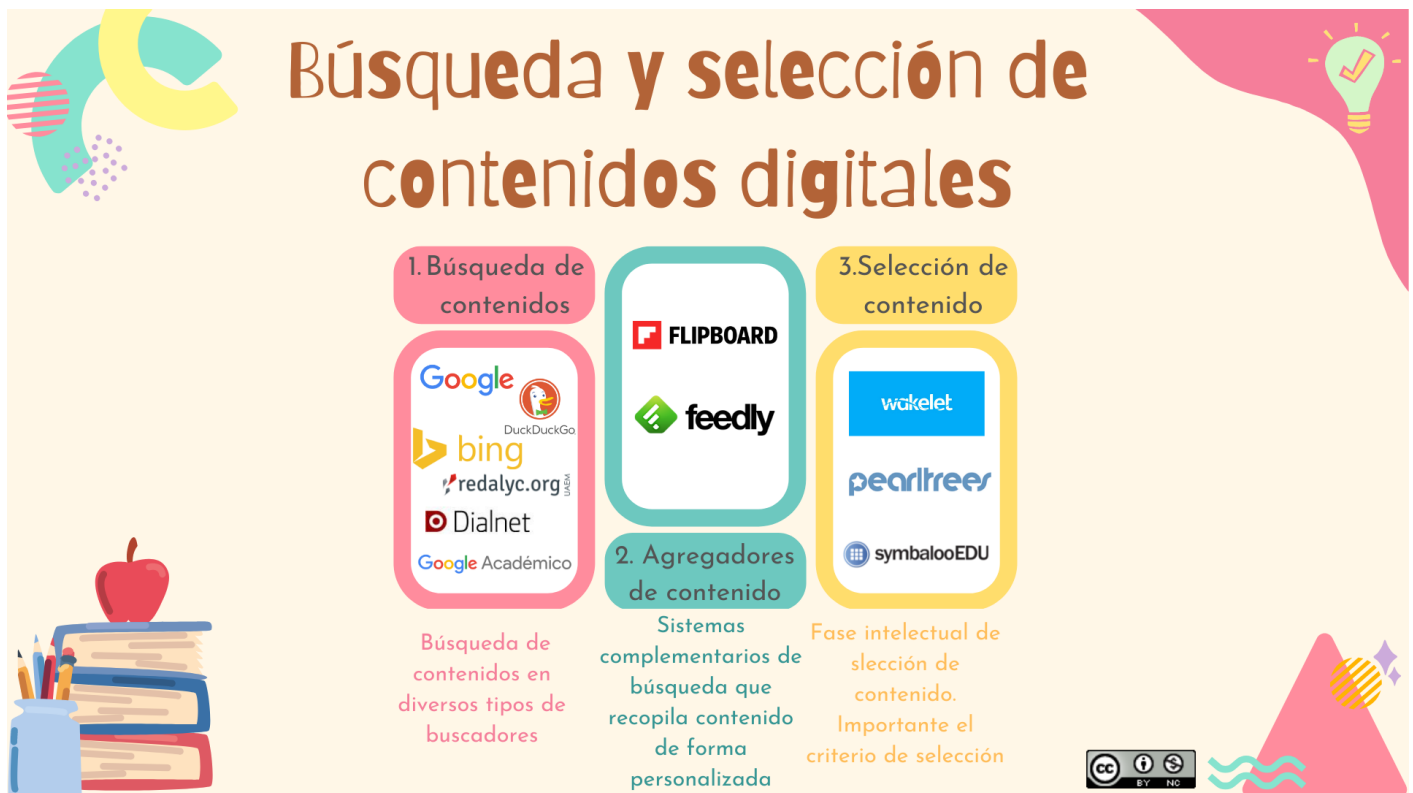 Búsqueda y selección de
contenidos digitales
1. Búsqueda de
contenidos
Google
DuckDuckGo
bing
redalyc.org
UAEM
Dialnet
Google Académico
Búsqueda de
contenidos en
diversos tipos de
buscadores
FLIPBOARD
feedly
2. Agregadores
de contenido
Sistemas
complementarios de
búsqueda que
recopila contenido
de forma
personalizada
3.Selección de
contenido
wakelet
pearltrees
symbalooEDU
Fase intelectual de
slección de
contenido.
Importante el
criterio de selección
cc
BY NC